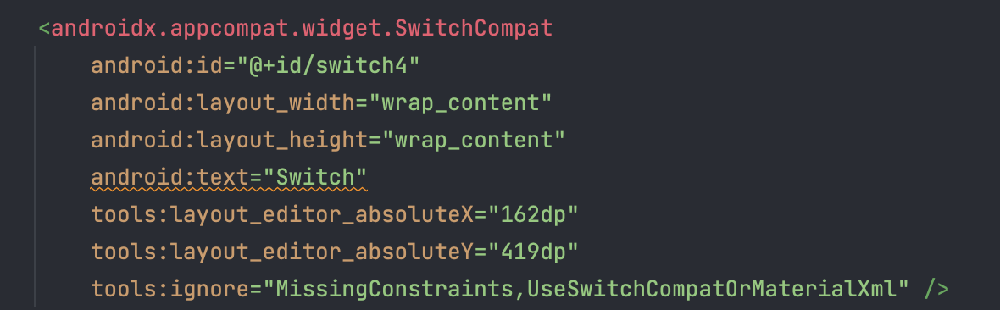 <androidx.appcompat.widget.SwitchCompat
android:id="@+id/switch4"
android:layout_width="wrap_content"
android:layout_height="wrap_content"
android:text="Switch"
tools:layout_editor_absoluteX="162dp"
tools:layout_editor_absoluteY="419dp"
tools:ignore="MissingConstraints,UseSwitchCompatOrMaterialXml" />